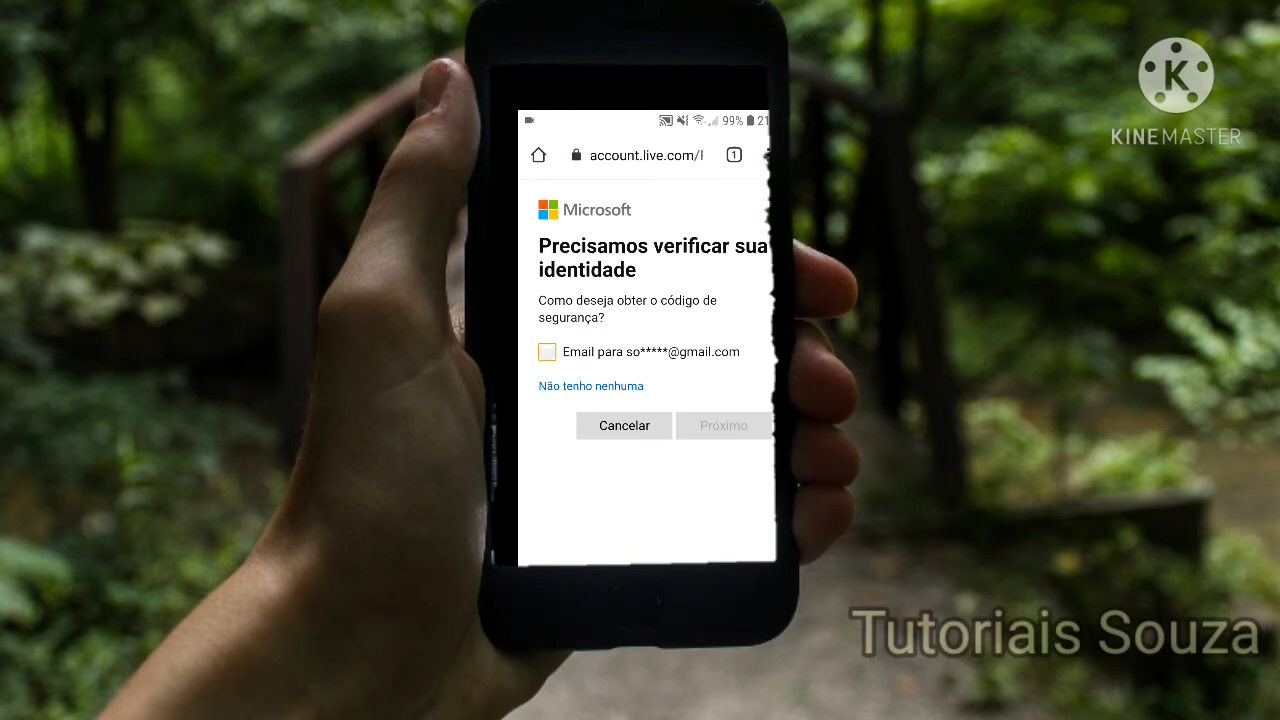 K
KINEMASTER
99% 21
account.live.com/
1
Microsoft
Precisamos verificar sua
identidade
Como deseja obter o código de
segurança?
Email para so*****@gmail.com
Não tenho nenhuma
Cancelar Próximo
Tutoriais Souza